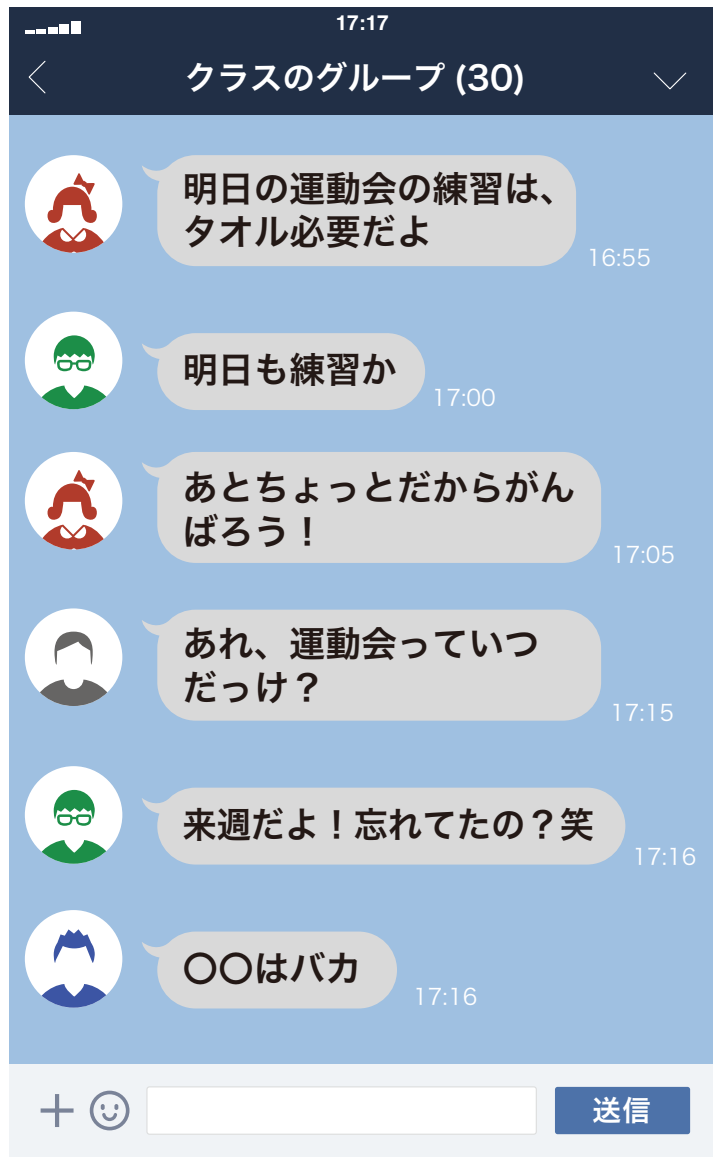 17:17
クラスのグループ (30)
明日の運動会の練習は、
タオル必要だよ
16:55
明日も練習か
17:00
あとちょっとだからがん
ばろう！
17:05
あれ、運動会っていつ
だっけ？
17:15
来週だよ！忘れてたの？笑
17:16
〇〇はバカ
17:16
送信